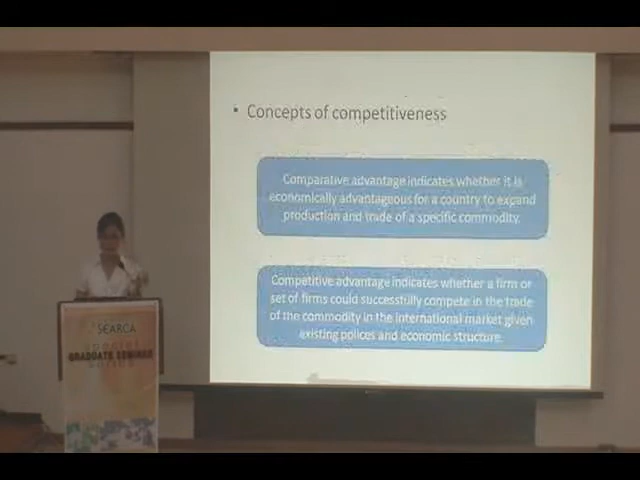 • Concepts of competitiveness
Comparative advantage indicates whether it is
economically advantageous for a country to expand
production and trade of a specific commodity.
Competitive advantage indicates whether a firm or
set of firms could successfully compete in the trade
of the commodity in the international market given
existing polices and economic structure.
SEARCA
special
GRADUATE SEMINAR
series